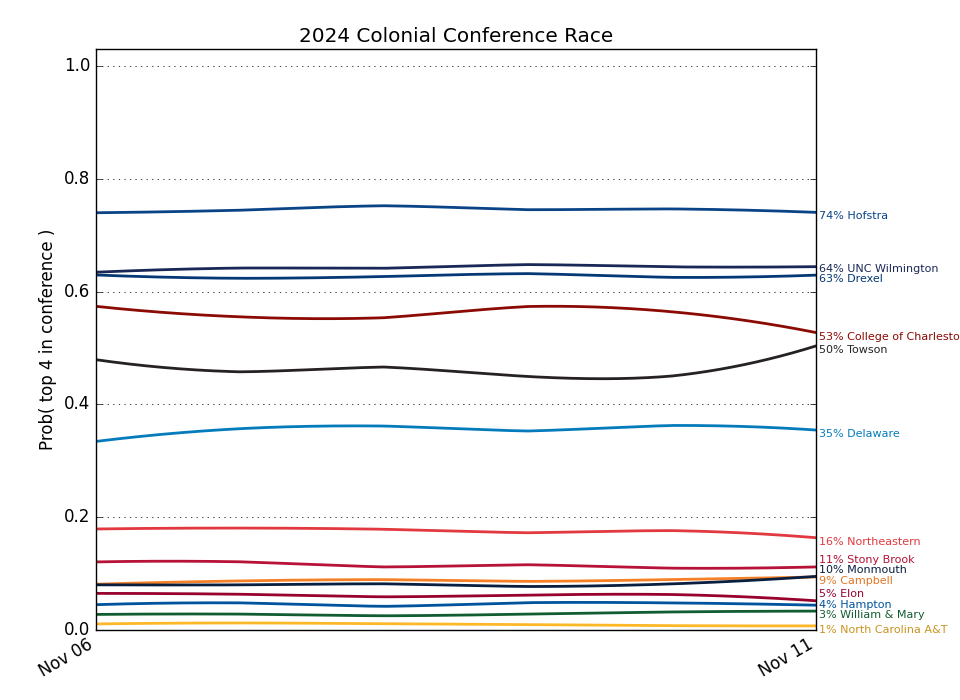 2024 Colonial Conference Race
Prob( top 4 in conference )
1.0
0.8
0.6
0.4
0.2
0.0
Nov 06
Nov 11
74% Hofstra
64% UNC Wilmington
63% Drexel
53% College of Charlesto
50% Towson
35% Delaware
16% Northeastern
11% Stony Brook
10% Monmouth
9% Campbell
5% Elon
4% Hampton
3% William & Mary
1% North Carolina A&T